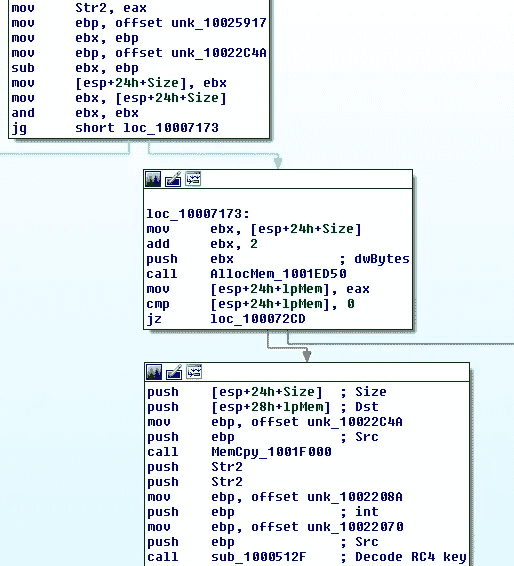 mov Str2, eax
mov ebp, offset unk_10025917
mov ebx, ebp
mov ebp, offset unk_10022C4A
sub ebx, ebp
mov [esp+24h+Size], ebx
mov ebx, [esp+24h+Size]
and ebx, ebx
jg short loc_10007173
loc_10007173:
mov ebx, [esp+24h+Size]
add ebx, 2
push ebx ; dwBytes
call AllocMem_1001ED50
mov [esp+24h+lpMem], eax
cmp [esp+24h+lpMem], 0
jz loc_100072CD
push [esp+24h+Size] ; Size
push [esp+28h+lpMem] ; Dst
mov ebp, offset unk_10022C4A
push ebp ; Src
call MemCpy_1001F000
push Str2
push Str2
mov ebp, offset unk_1002208A
push ebp ; int
mov ebp, offset unk_10022070
push ebp ; Src
call sub_1000512F ; Decode RC4 key